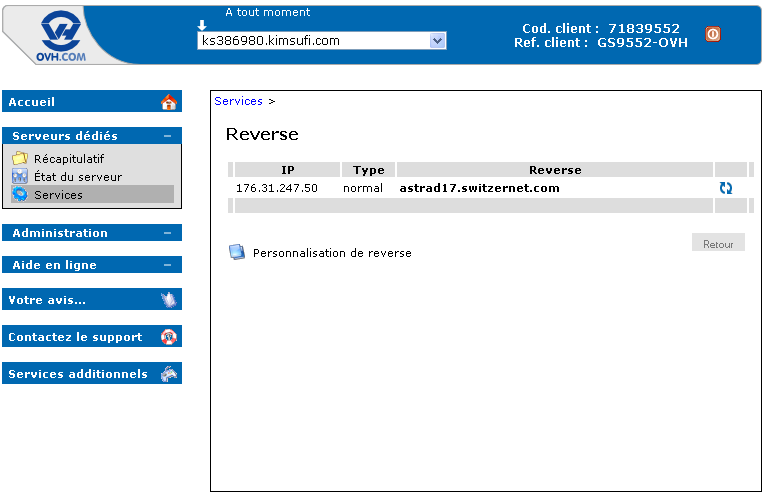 A tout moment
OVH.COM
ks386980.kimsufi.com
Cod. client : 71839552
Ref. client : GS9552-OVH
Accueil
Serveurs dédiés
Récapitulatif
État du serveur
Services
Administration
Aide en ligne
Votre avis...
Contactez le support
Services additionnels
Services >
Reverse
IP Type Reverse
176.31.247.50 normal astrad17.switzernet.com
Personnalisation de reverse
Retour